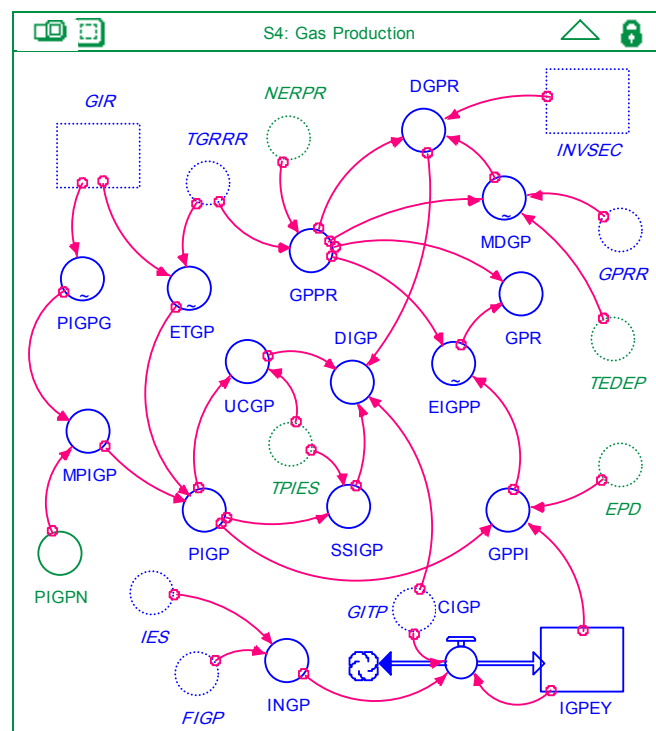 S4: Gas Production
DGPR
NERPR
GIR
TGRRR
INVSEC
MDGP
GPRR
GPPR
PIGPG
ETGP
DIGP
GPR
TEDEP
UCGP
EIGPP
MPIGP
TPIES
EPD
PIGP
SSIGP
GPPI
PIGPN
IES
GITP
CIGP
FIGP
INGP
IGPEY
~
~
~
~